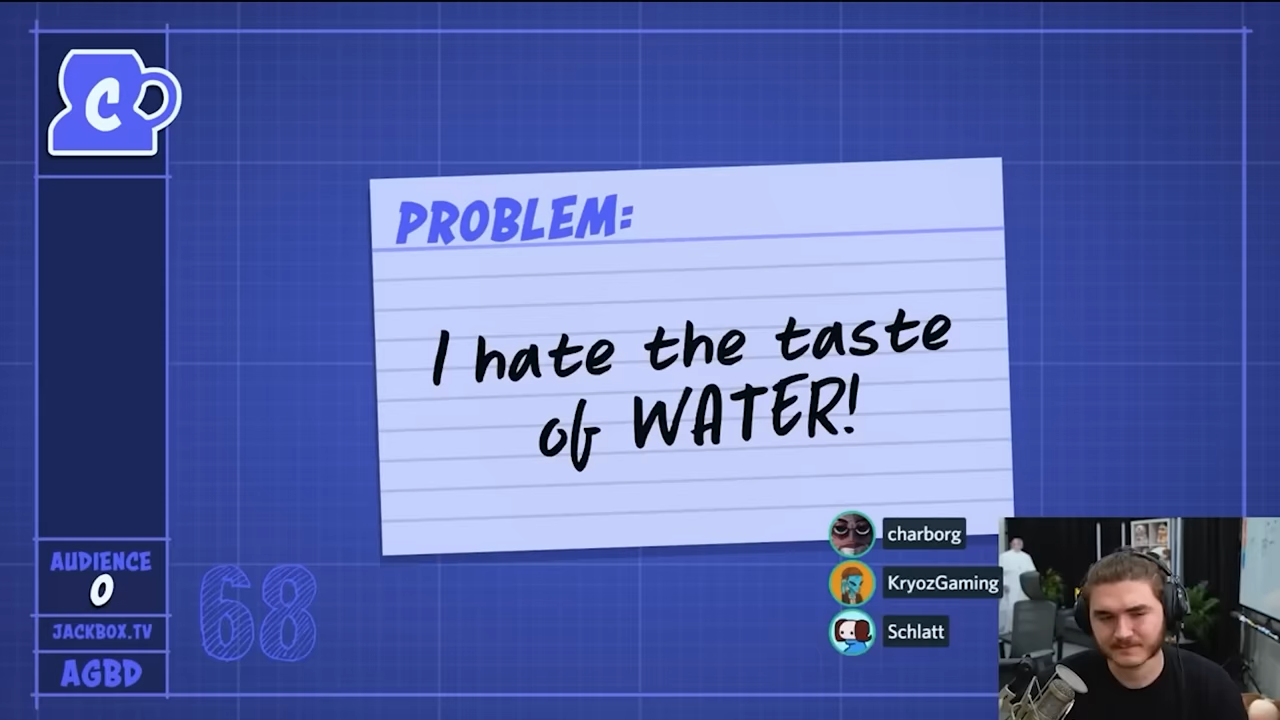 C
PROBLEM:
I hate the taste
of WATER!
AUDIENCE
0
JACKBOX.TV
AGBD
68
charborg
KryozGaming
Schlatt